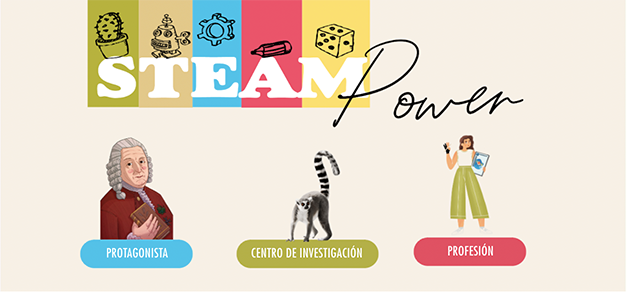 STEAM
Power
PROTAGONISTA
CENTRO DE INVESTIGACIÓN
PROFESIÓN